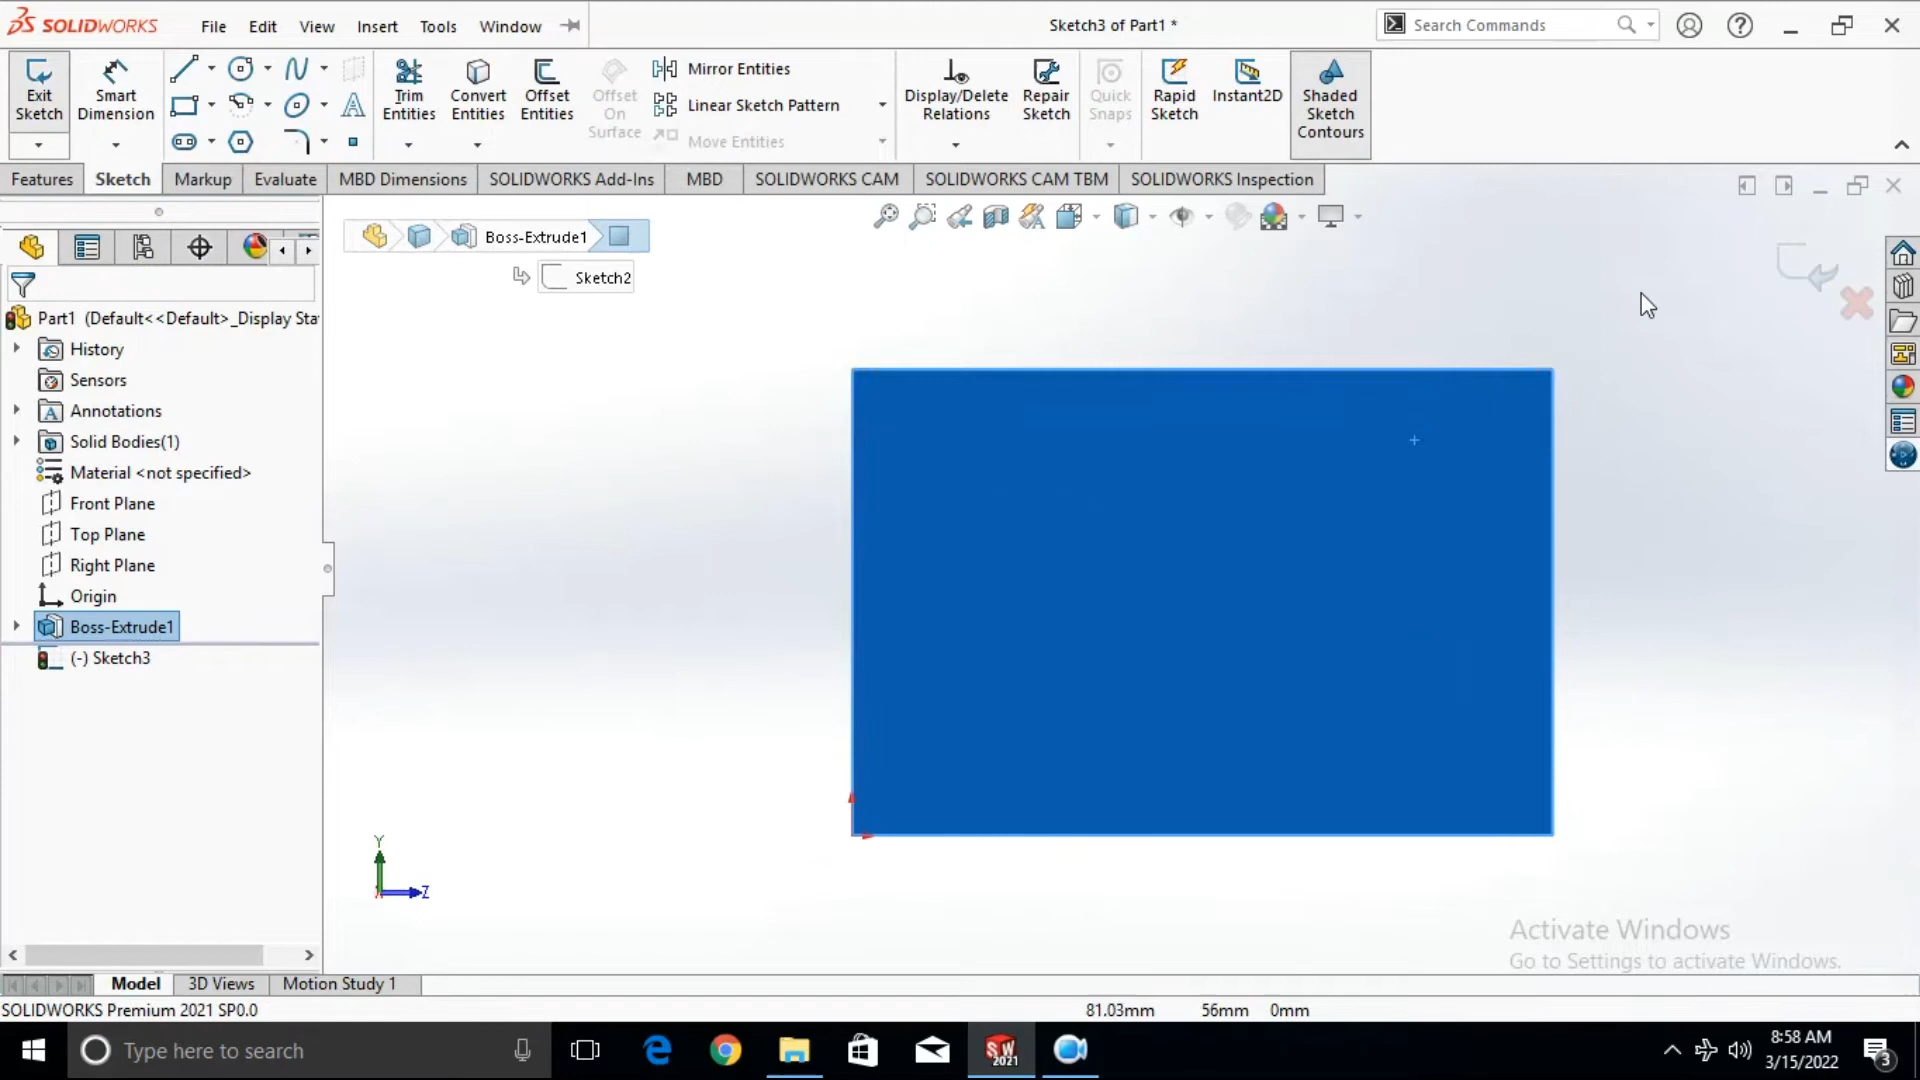 SOLIDWORKS File Edit View Insert Tools Window Sketch3 of Part1 * Search Commands
Exit Sketch
Smart Dimension
Trim Entities
Convert Entities
Offset Entities
Offset On Surface
Mirror Entities
Linear Sketch Pattern
Move Entities
Display/Delete Relations
Repair Sketch
Quick Snaps
Rapid Sketch
Instant2D
Shaded Sketch Contours
Features Sketch Markup Evaluate MBD Dimensions SOLIDWORKS Add-Ins MBD SOLIDWORKS CAM SOLIDWORKS CAM TBM SOLIDWORKS Inspection
Boss-Extrude1
Sketch2
Part1 (Default<<Default>_Display Sta
History
Sensors
Annotations
Solid Bodies(1)
Material <not specified>
Front Plane
Top Plane
Right Plane
Origin
Boss-Extrude1
(-) Sketch3
Y
Z
Activate Windows
Go to Settings to activate Windows.
Model 3D Views Motion Study 1
SOLIDWORKS Premium 2021 SP0.0 81.03mm 56mm 0mm
Type here to search
SW
2021
8:58 AM
3/15/2022
3